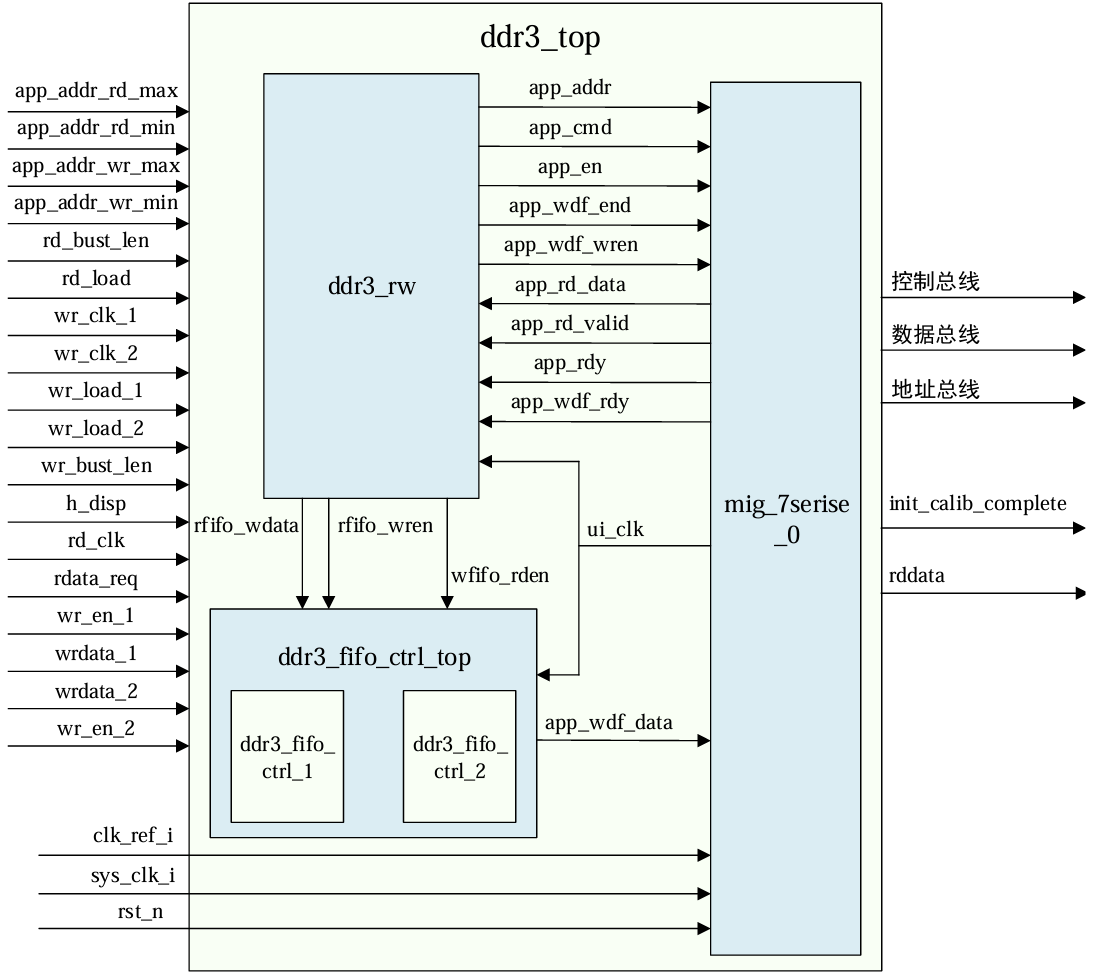 ddr3_top
app_addr_rd_max
app_addr_rd_min
app_addr_wr_max
app_addr_wr_min
rd_bust_len
rd_load
wr_clk_1
wr_clk_2
wr_load_1
wr_load_2
wr_bust_len
h_disp
rd_clk
rdata_req
wr_en_1
wrdata_1
wrdata_2
wr_en_2
clk_ref_i
sys_clk_i
rst_n
ddr3_rw
app_addr
app_cmd
app_en
app_wdf_end
app_wdf_wren
app_rd_data
app_rd_valid
app_rdy
app_wdf_rdy
rfifo_wdata
rfifo_wren
wfifo_rden
ui_clk
ddr3_fifo_ctrl_top
ddr3_fifo_
ctrl_1
ddr3_fifo_
ctrl_2
app_wdf_data
mig_7serise
_0
控制总线
数据总线
地址总线
init_calib_complete
rddata